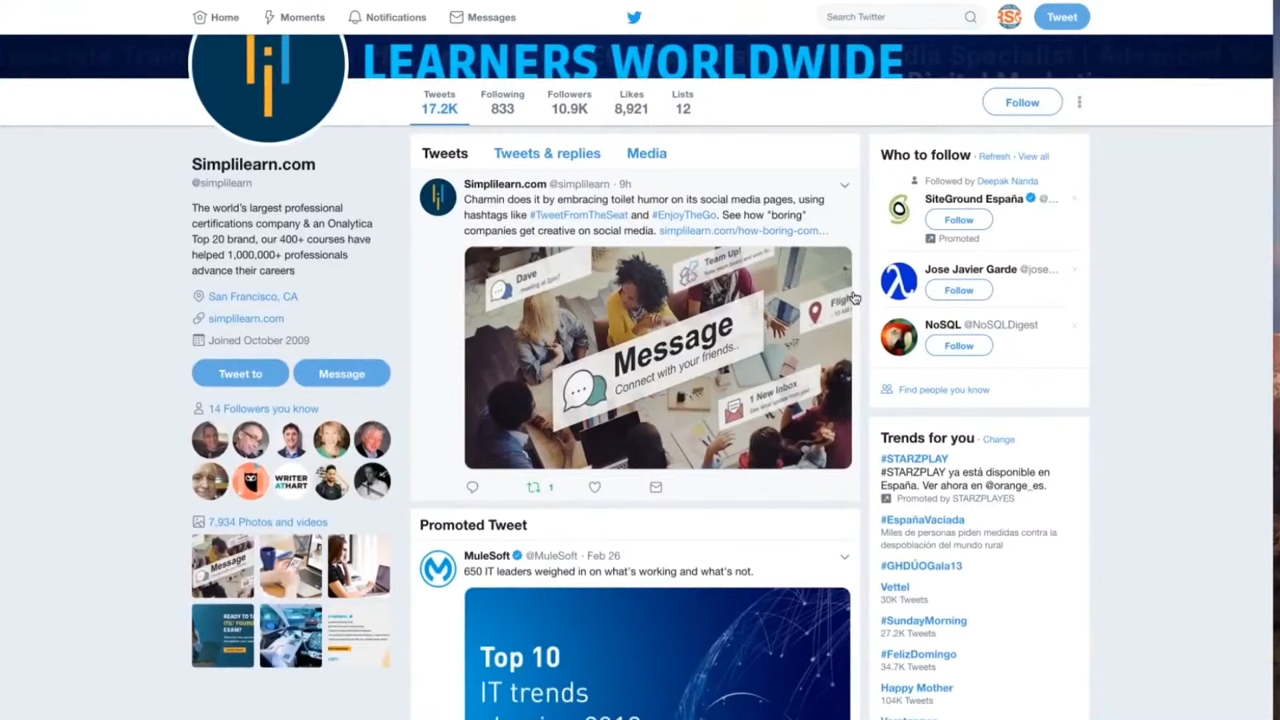 Home
Moments
Notifications
Messages
Search Twitter
Tweet
LEARNERS WORLDWIDE
Tweets
17.2K
Following
833
Followers
10.9K
Likes
8,921
Lists
12
Follow
Simplilearn.com
@simplilearn
The world's largest professional
certifications company & an Onalytica
Top 20 brand, our 400+ courses have
helped 1,000,000+ professionals
advance their careers
San Francisco, CA
simplilearn.com
Joined October 2009
Tweet to
Message
14 Followers you know
WRITER
ATHART
7,934 Photos and videos
Message
Tweets
Tweets & replies
Media
Simplilearn.com @simplilearn · 9h
Charmin does it by embracing toilet humor on its social media pages, using
hashtags like #TweetFromTheSeat and #EnjoyTheGo. See how "boring"
companies get creative on social media. simplilearn.com/how-boring-com...
Dave
Team Up!
Message
Connect with your friends..
1 New Inbox
1
Promoted Tweet
MuleSoft @MuleSoft · Feb 26
650 IT leaders weighed in on what's working and what's not.
Top 10
IT trends
Who to follow · Refresh · View all
Followed by Deepak Nanda
SiteGround España @...
Follow
Promoted
Jose Javier Garde @jose...
Follow
NoSQL @NoSQLDigest
Follow
Find people you know
Trends for you · Change
#STARZPLAY
#STARZPLAY ya está disponible en
España. Ver ahora en @orange_es.
Promoted by STARZPLAYES
#EspañaVaciada
Miles de personas piden medidas contra la
despoblación del mundo rural
#GHDÚOGala13
Vettel
30K Tweets
#SundayMorning
27.2K Tweets
#FelizDomingo
34.7K Tweets
Happy Mother
104K Tweets